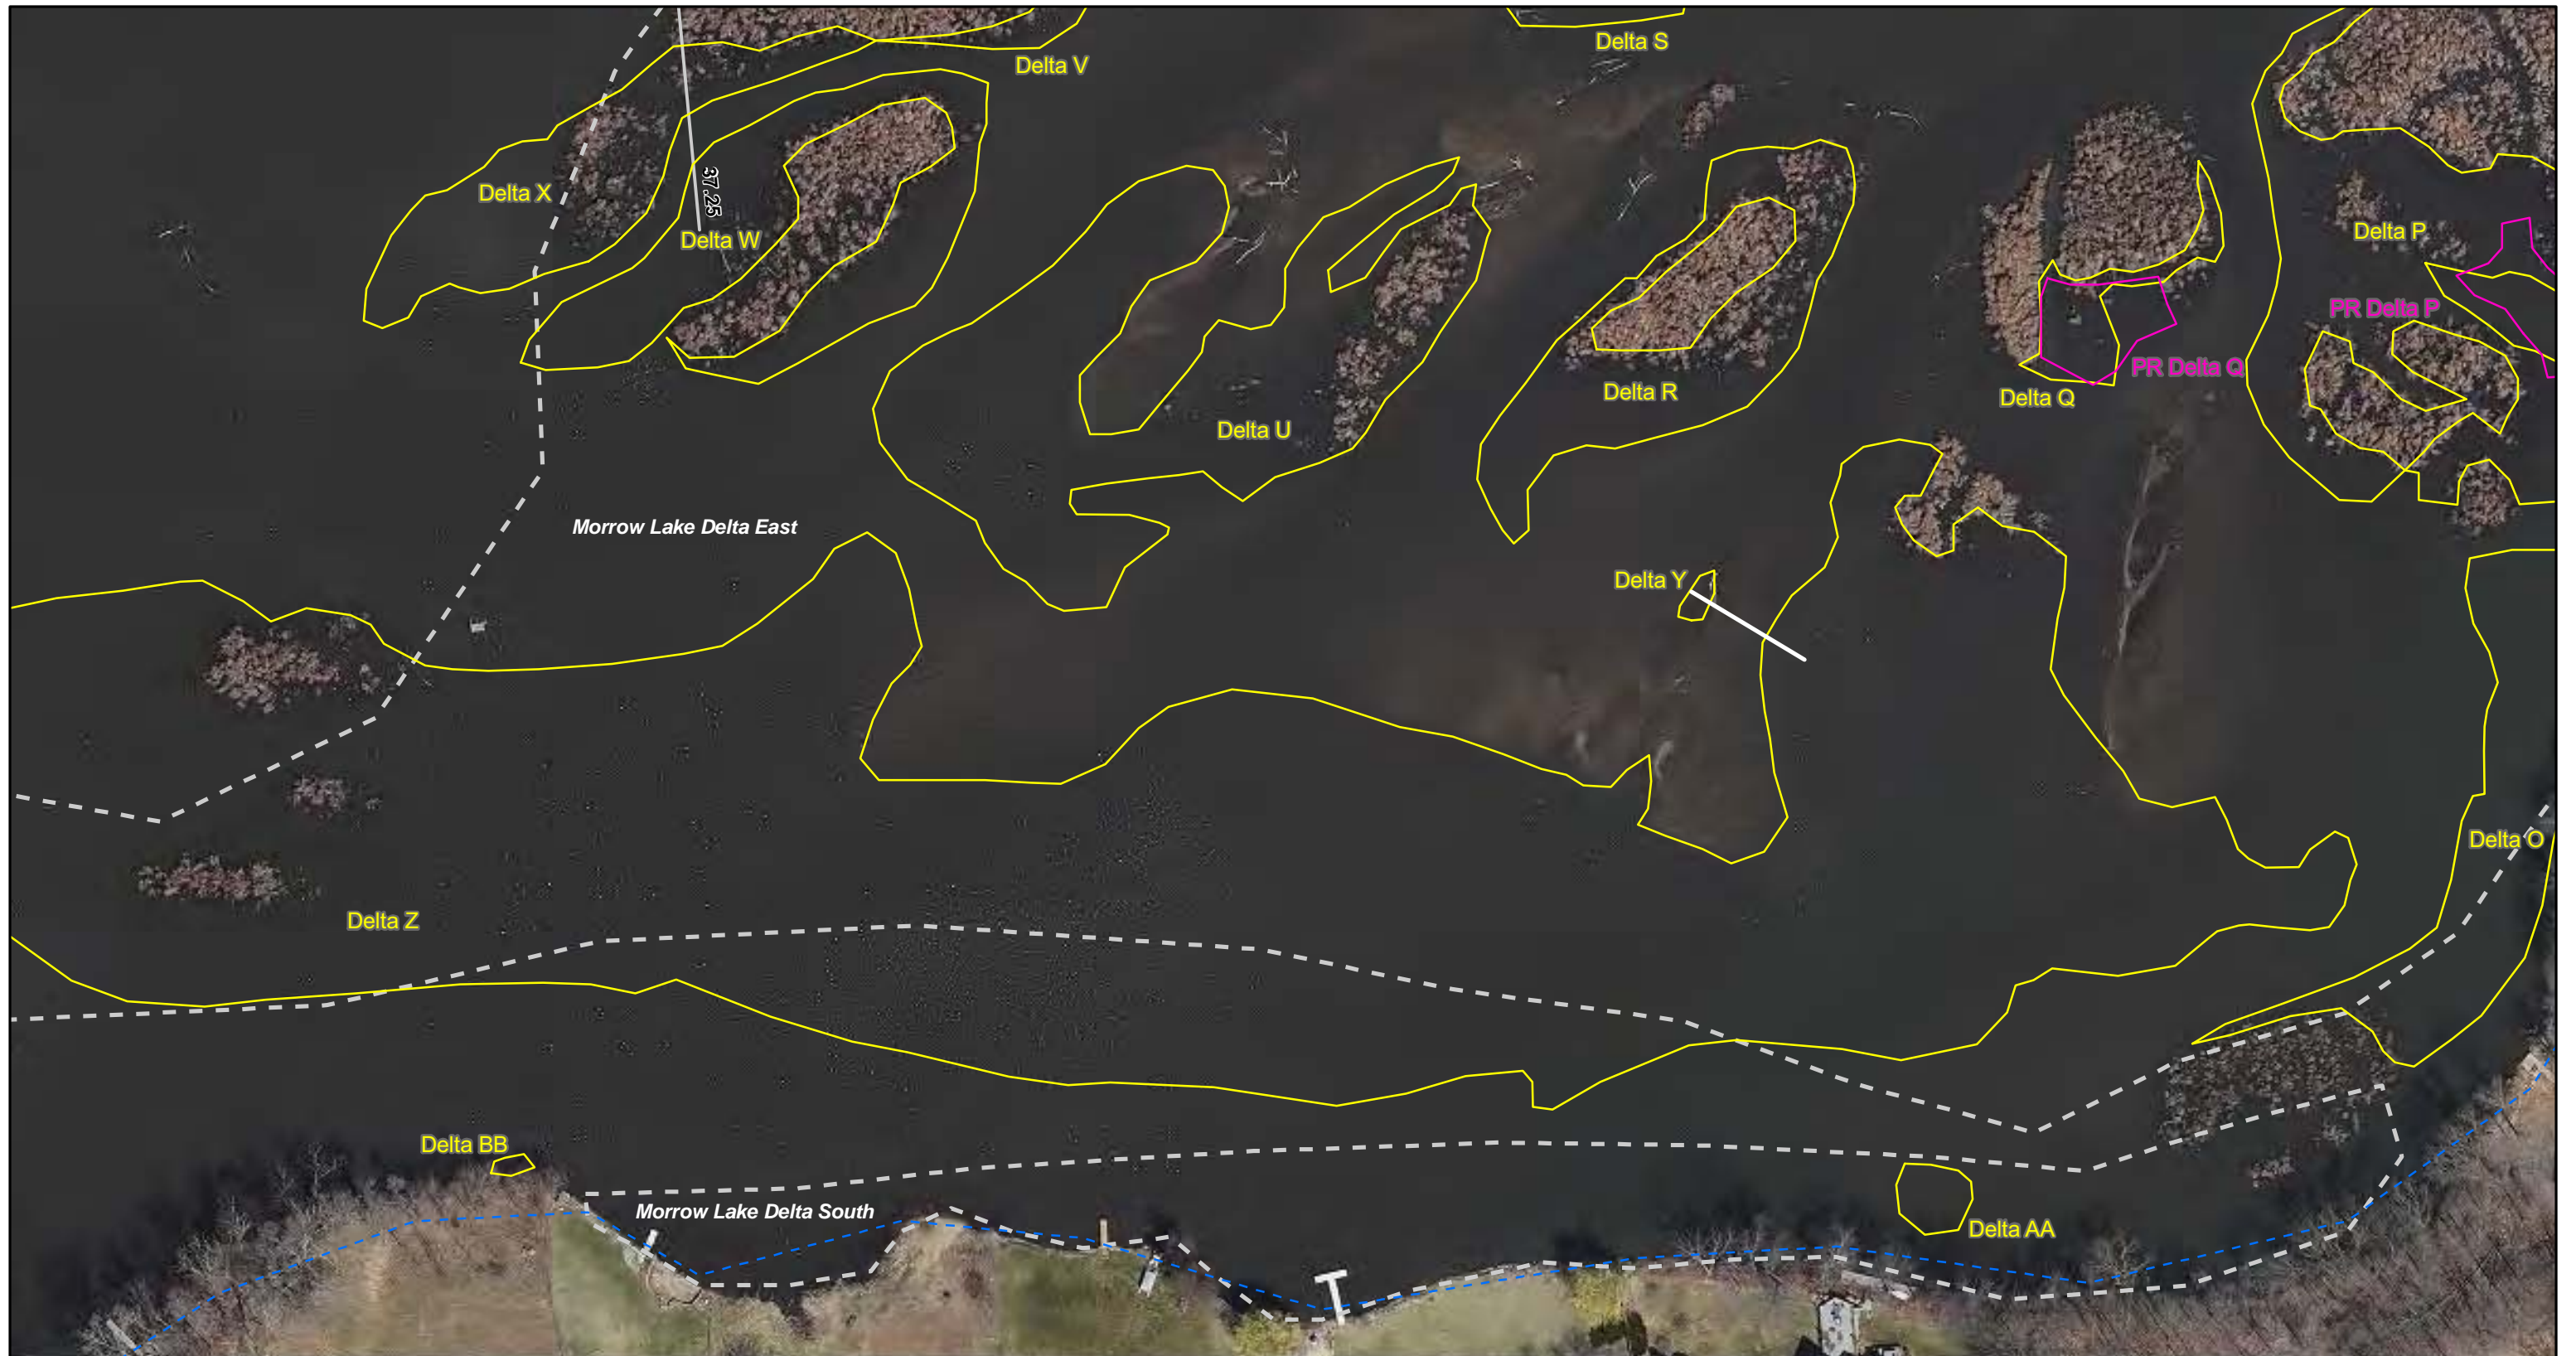 Delta S
Delta V
Delta X
37.25
Delta W
Delta P
PR Delta P
PR Delta Q
Delta R
Delta Q
Delta U
Morrow Lake Delta East
Delta Y
Delta O
Delta Z
Delta BB
Morrow Lake Delta South
Delta AA